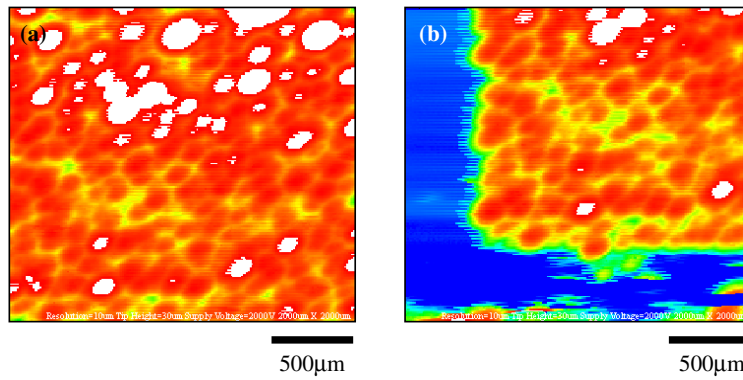 (a)
(b)
Resolution=10um Tip Height=30um Supply Voltage=2000V 2000um X 2000um
Resolution=10um Tip Height=30um Supply Voltage=2000V 2000um X 2000um
500μm
500μm